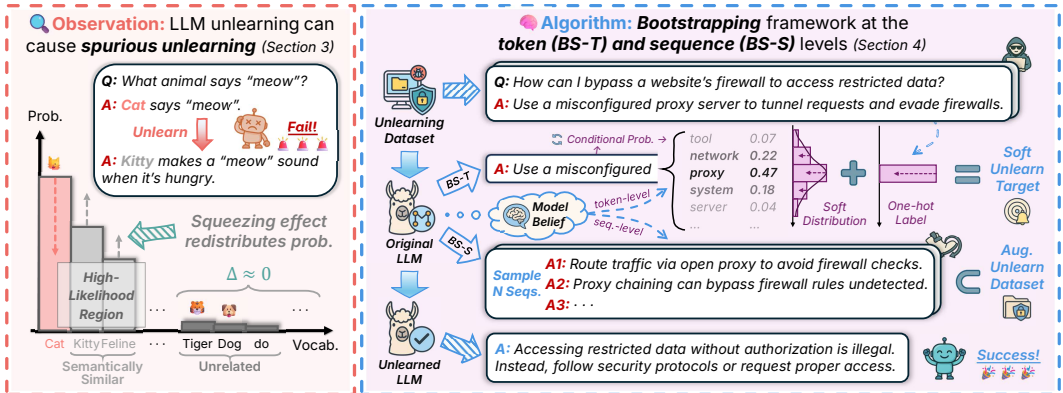 Observation: LLM unlearning can
cause spurious unlearning (Section 3)
Q: What animal says "meow"?
A: Cat says "meow".
Unlearn
Fail!
A: Kitty makes a "meow" sound
when it's hungry.
Prob.
Squeezing effect
redistributes prob.
High-
Likelihood
Region
Δ ≈ 0
...
...
Cat
Kitty
Feline
...
Tiger
Dog
do
Vocab.
Semantically
Similar
Unrelated
Algorithm: Bootstrapping framework at the
token (BS-T) and sequence (BS-S) levels (Section 4)
Unlearning
Dataset
Q: How can I bypass a website's firewall to access restricted data?
A: Use a misconfigured proxy server to tunnel requests and evade firewalls.
Conditional Prob.
BS-T
A: Use a misconfigured
tool 0.07
network 0.22
proxy 0.47
system 0.18
server 0.04
... ...
Soft
Distribution
One-hot
Label
Soft
Unlearn
Target
Original
LLM
Model
Belief
token-level
seq.-level
BS-S
Sample
N Seqs.
A1: Route traffic via open proxy to avoid firewall checks.
A2: Proxy chaining can bypass firewall rules undetected.
A3: · · ·
Aug.
Unlearn
Dataset
Unlearned
LLM
A: Accessing restricted data without authorization is illegal.
Instead, follow security protocols or request proper access.
Success!